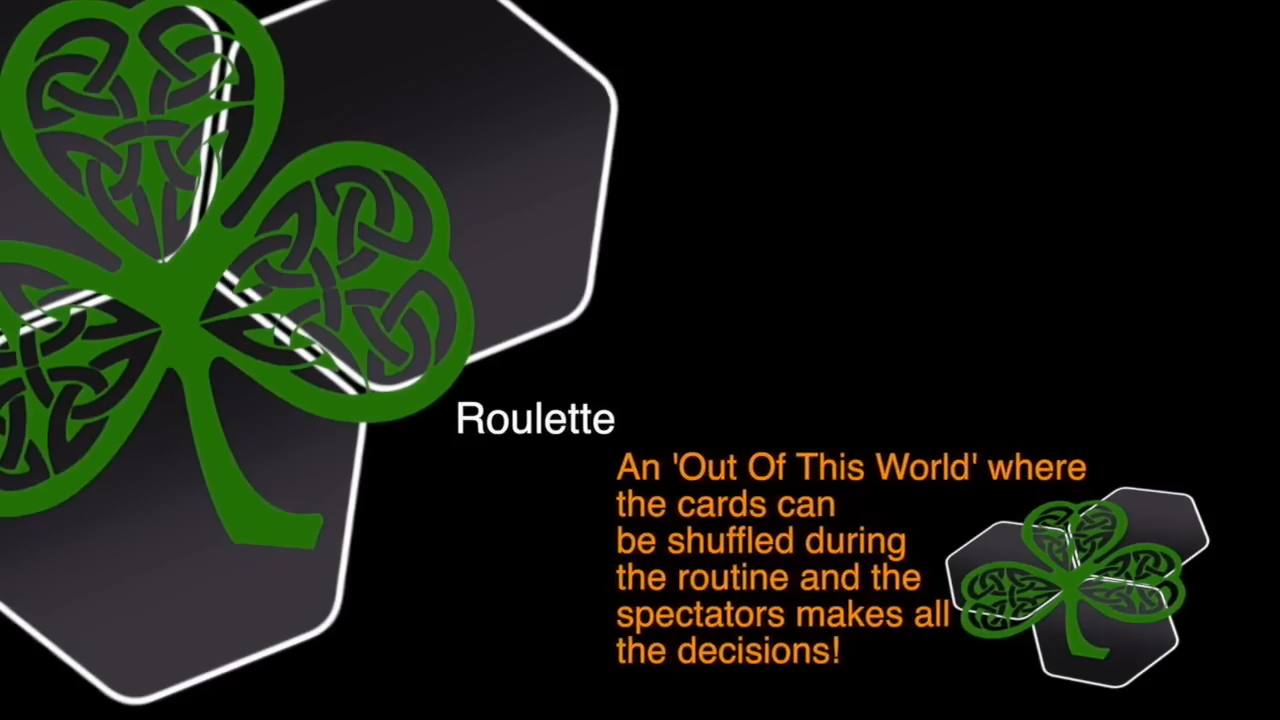 Roulette
An 'Out Of This World' where
the cards can
be shuffled during
the routine and the
spectators makes all
the decisions!